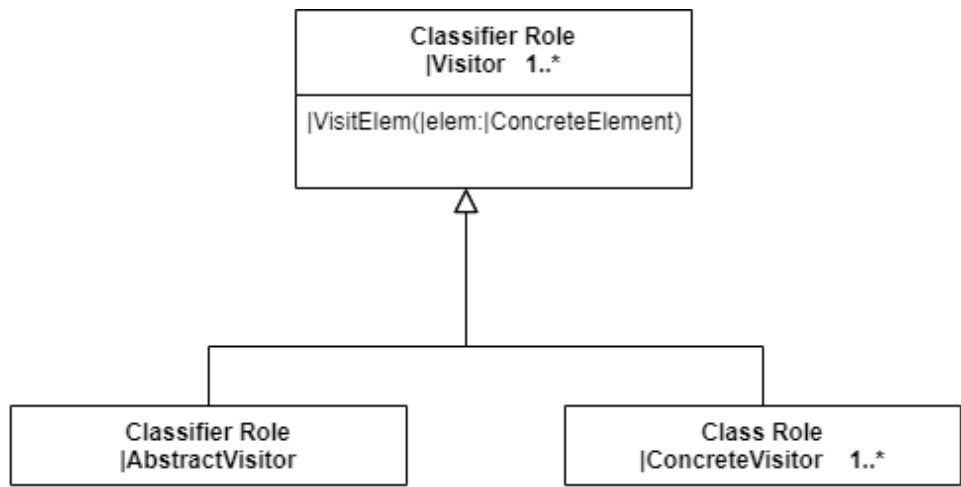 Classifier Role
|Visitor 1..*
|VisitElem(|elem:|ConcreteElement)
Classifier Role
|AbstractVisitor
Class Role
|ConcreteVisitor 1..*